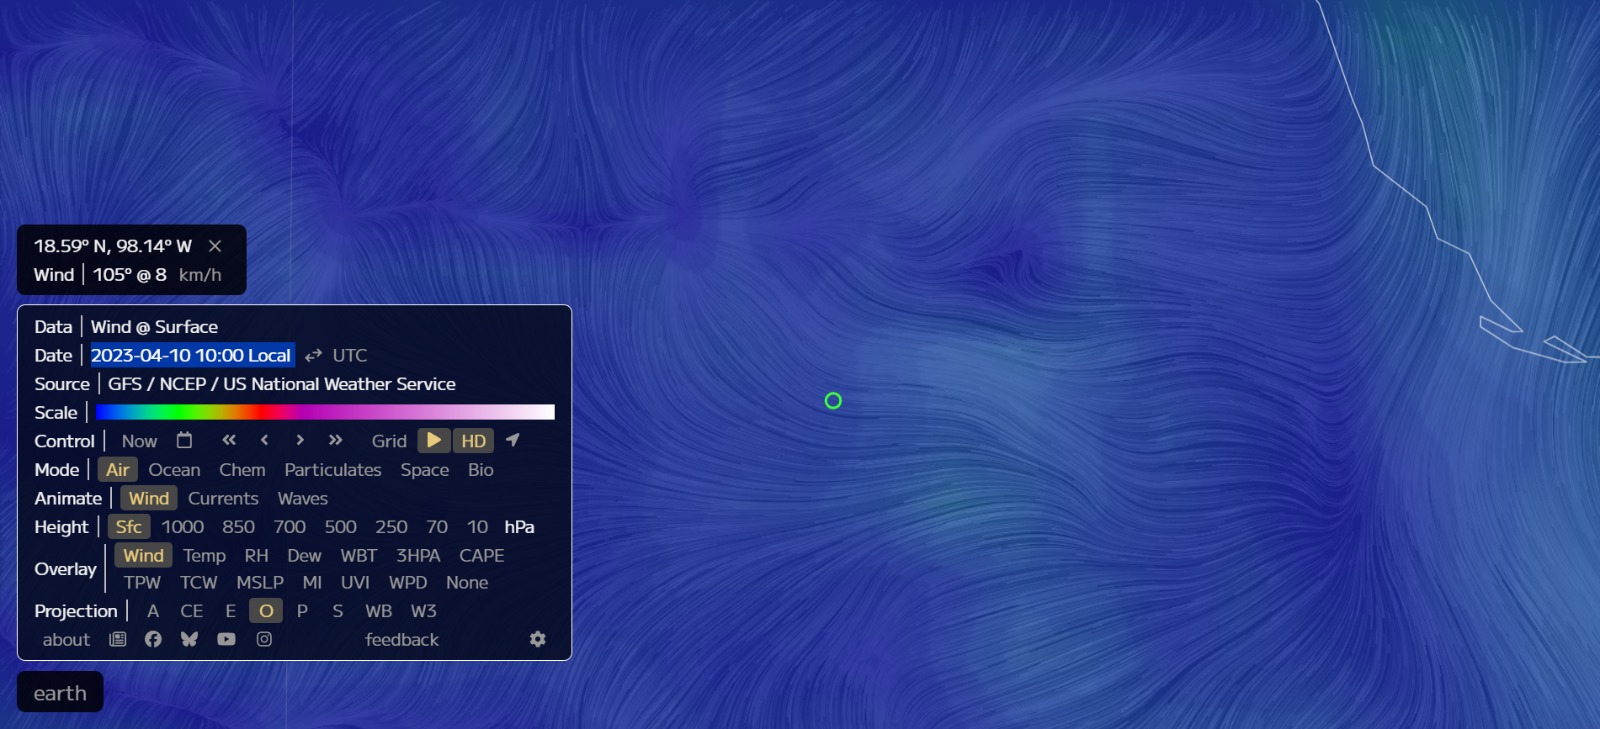 18.59° N, 98.14° W ×
Wind | 105° @ 8 km/h
Data | Wind @ Surface
Date | 2023-04-10 10:00 Local ⇄ UTC
Source | GFS / NCEP / US National Weather Service
Scale |
Control | Now « ‹ › » Grid HD
Mode | Air Ocean Chem Particulates Space Bio
Animate | Wind Currents Waves
Height | Sfc 1000 850 700 500 250 70 10 hPa
Overlay | Wind Temp RH Dew WBT 3HPA CAPE
TPW TCW MSLP MI UVI WPD None
Projection | A CE E O P S WB W3
about feedback
earth